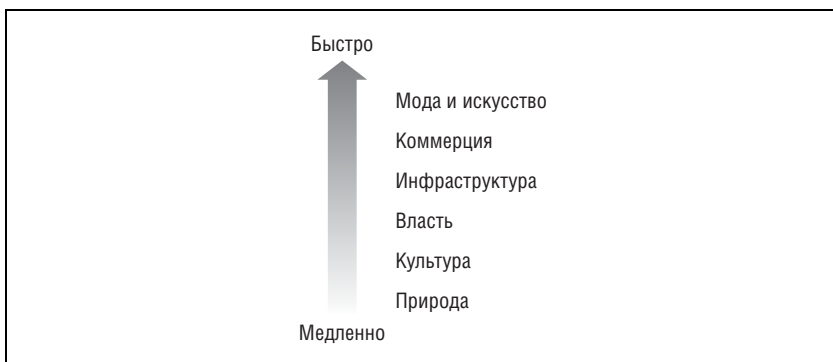 Быстро
Мода и искусство
Коммерция
Инфраструктура
Власть
Культура
Природа
Медленно